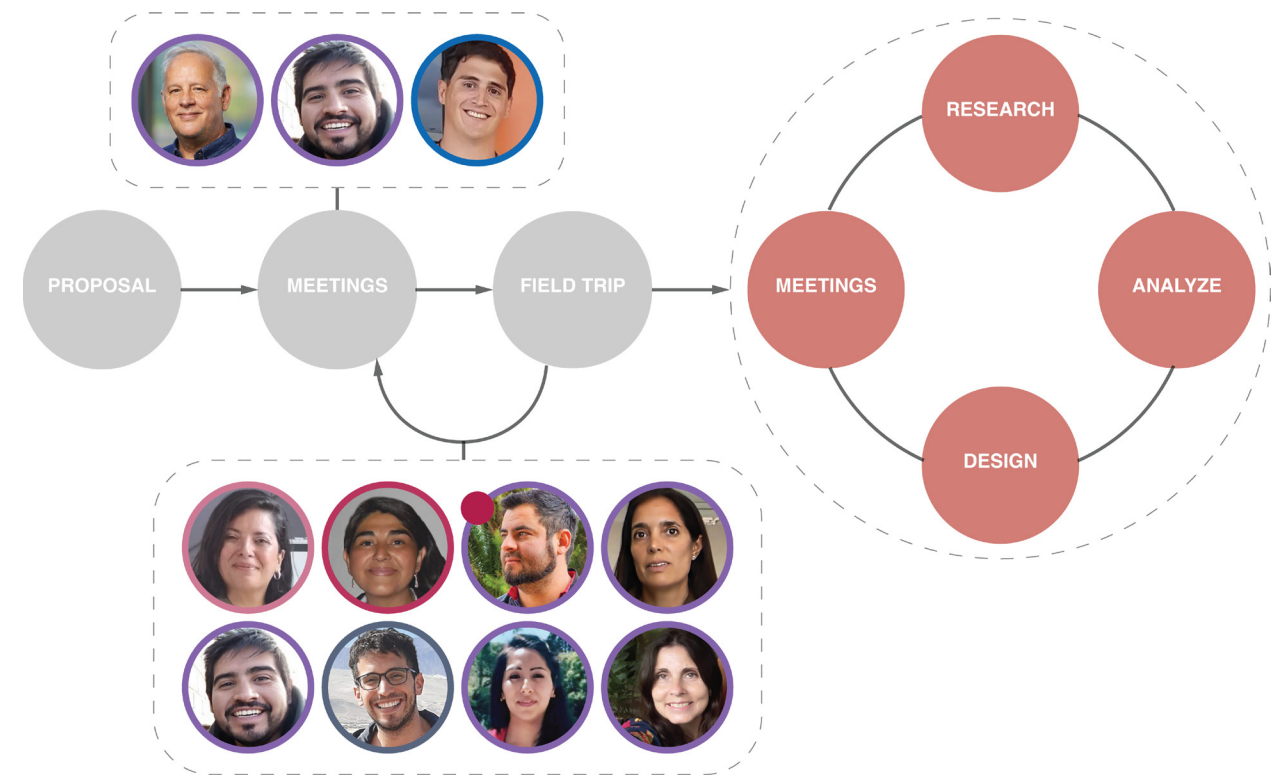 PROPOSAL
MEETINGS
FIELD TRIP
MEETINGS
RESEARCH
ANALYZE
DESIGN